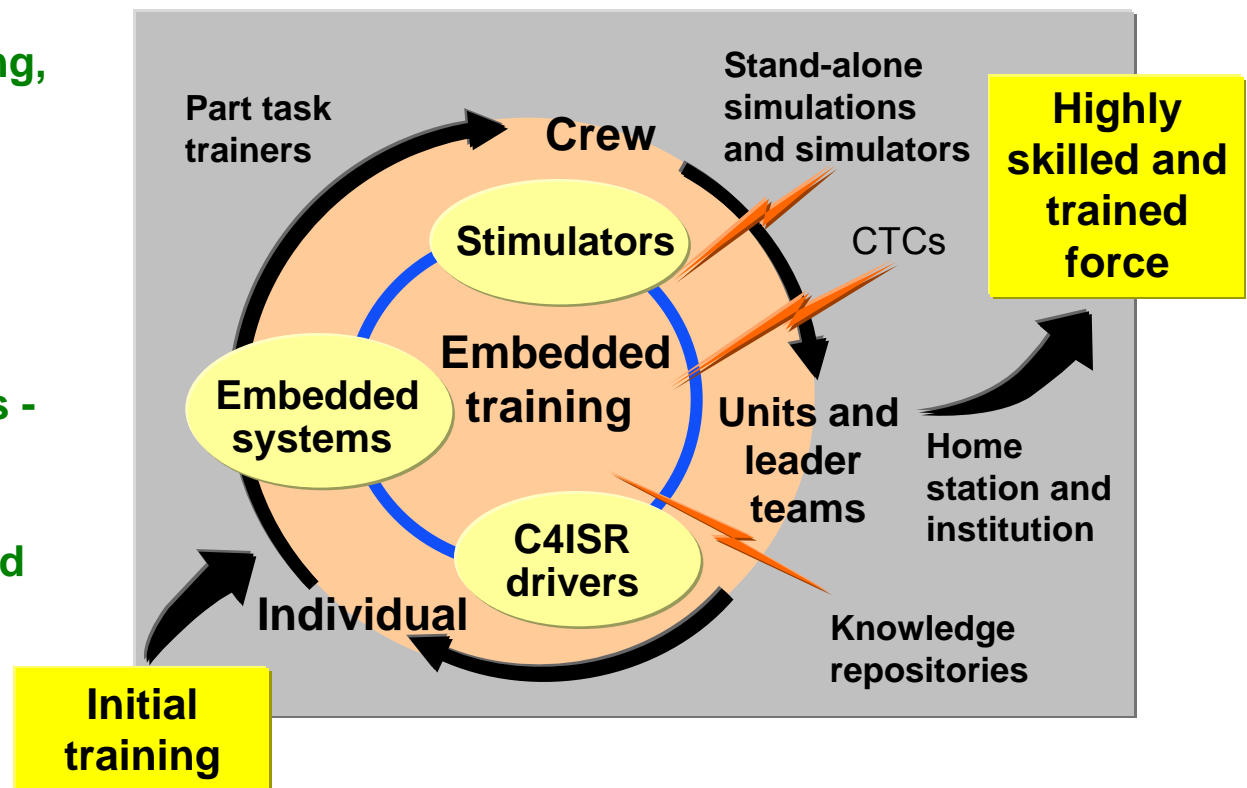 ng,
s -
d
Part task
trainers
Crew
Stand-alone
simulations
and simulators
Highly
skilled and
trained
force
Stimulators
CTCs
Embedded
training
Embedded
systems
Units and
leader
teams
Home
station and
institution
C4ISR
drivers
Individual
Knowledge
repositories
Initial
training